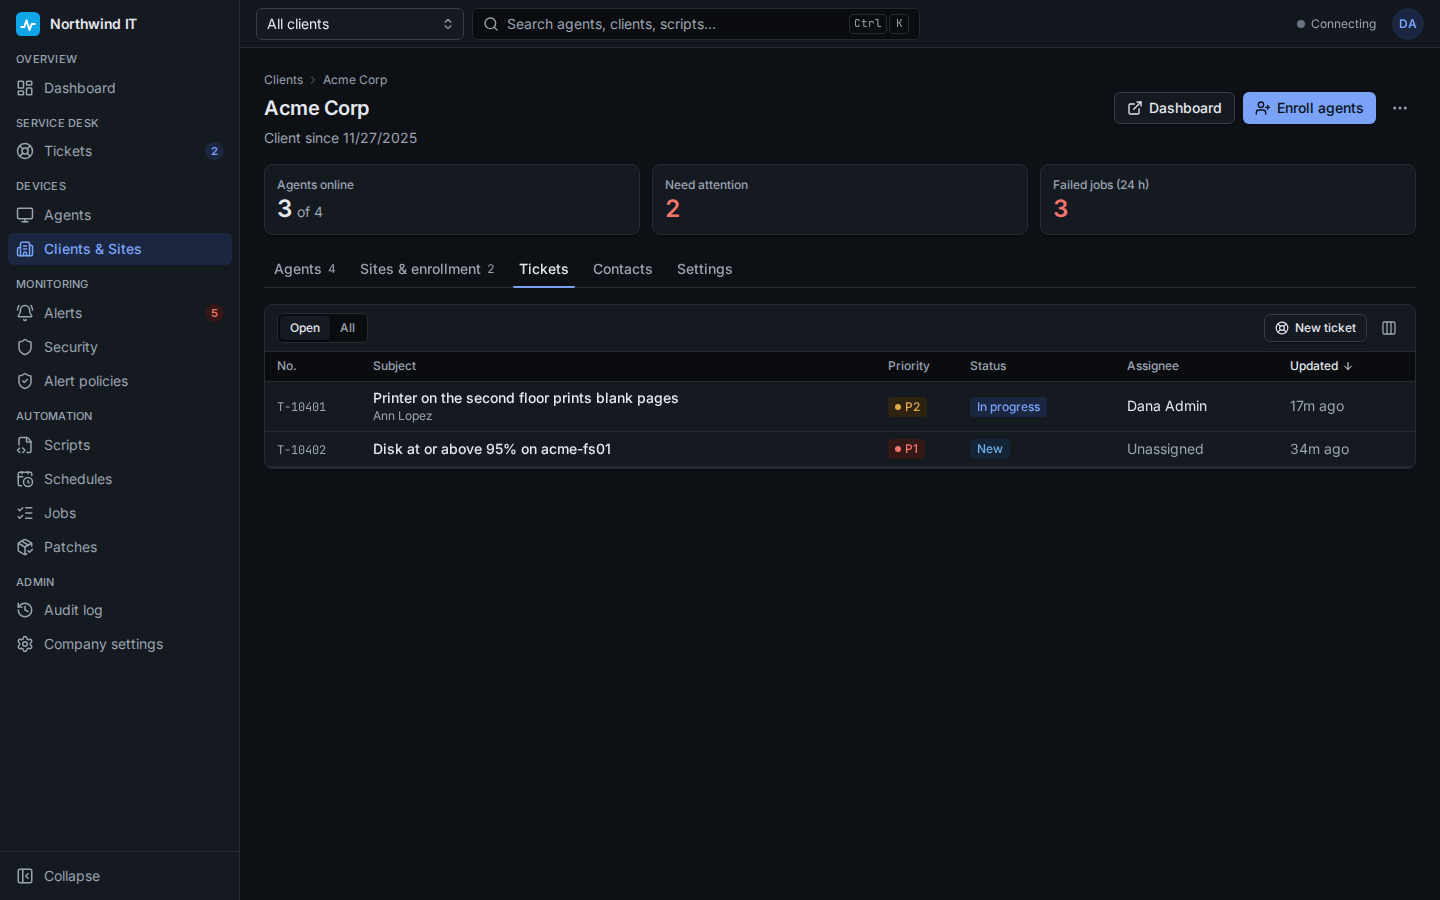 Northwind IT
All clients
Search agents, clients, scripts...
Ctrl K
Connecting
DA
OVERVIEW
Dashboard
SERVICE DESK
Tickets 2
DEVICES
Agents
Clients & Sites
MONITORING
Alerts 5
Security
Alert policies
AUTOMATION
Scripts
Schedules
Jobs
Patches
ADMIN
Audit log
Company settings
Collapse
Clients > Acme Corp
Acme Corp
Client since 11/27/2025
Dashboard
Enroll agents
Agents online
3 of 4
Need attention
2
Failed jobs (24 h)
3
Agents 4 Sites & enrollment 2 Tickets Contacts Settings
Open All
New ticket
No. Subject Priority Status Assignee Updated ↓
T-10401 Printer on the second floor prints blank pages P2 In progress Dana Admin 17m ago
Ann Lopez
T-10402 Disk at or above 95% on acme-fs01 P1 New Unassigned 34m ago